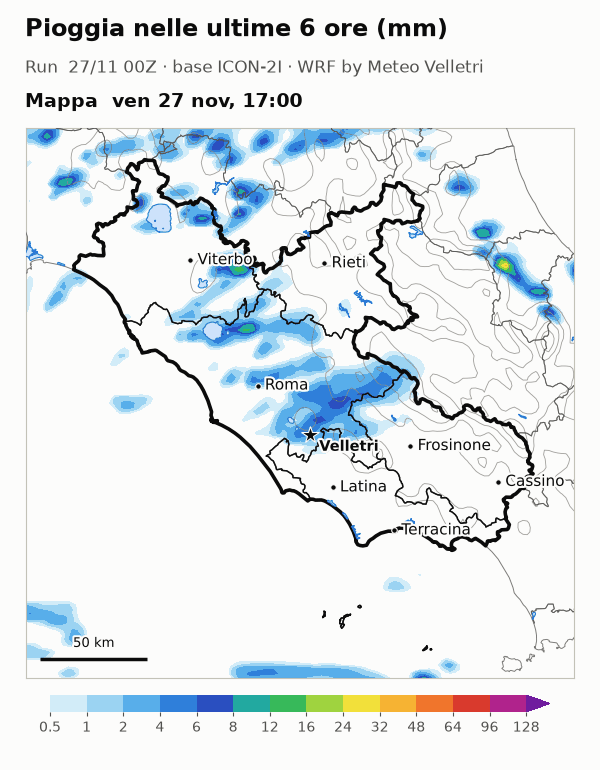 Pioggia nelle ultime 6 ore (mm)
Run  27/11 00Z · base ICON-2I · WRF by Meteo Velletri
Mappa  ven 27 nov, 17:00
Viterbo
Rieti
Roma
Velletri
Frosinone
Cassino
Latina
Terracina
50 km
0.5 1 2 4 6 8 12 16 24 32 48 64 96 128